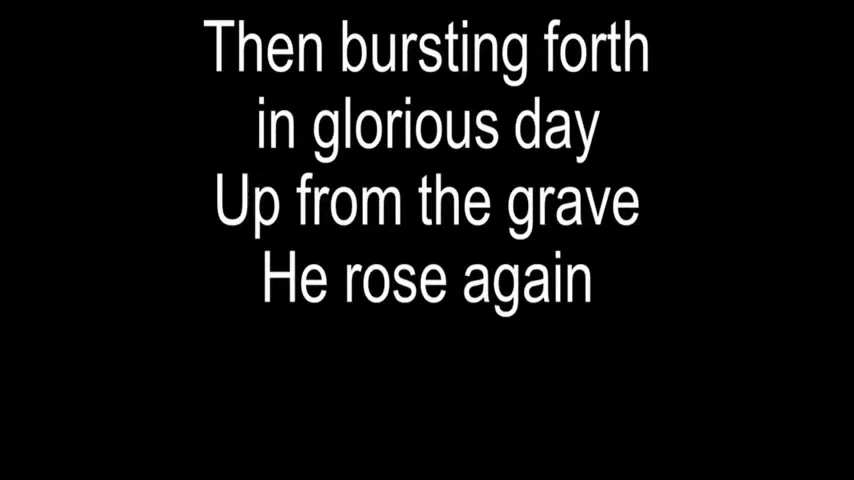 Then bursting forth
in glorious day
Up from the grave
He rose again